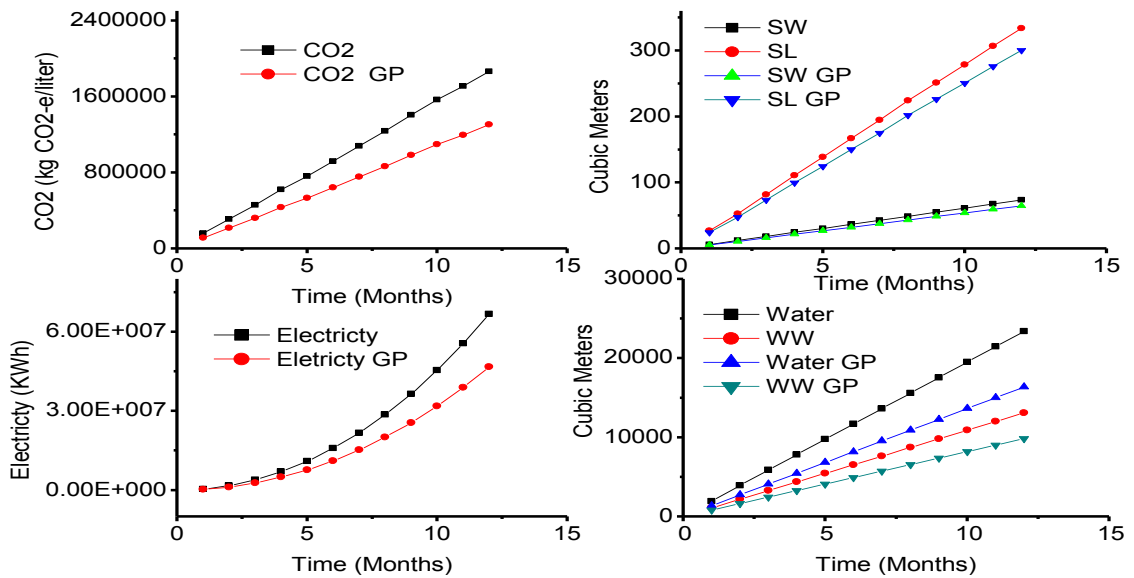 2400000
1600000
800000
0
CO2 (kg CO2-e/liter)
CO2
CO2 GP
0 5 10 15
Time (Months)
300
200
100
0
Cubic Meters
SW
SL
SW GP
SL GP
0 5 10 15
Time (Months)
6.00E+007
3.00E+007
0.00E+000
Electricty (KWh)
Electricty
Eletricty GP
0 5 10 15
Time (Months)
30000
20000
10000
0
Cubic Meters
Water
WW
Water GP
WW GP
0 5 10 15
Time (Months)